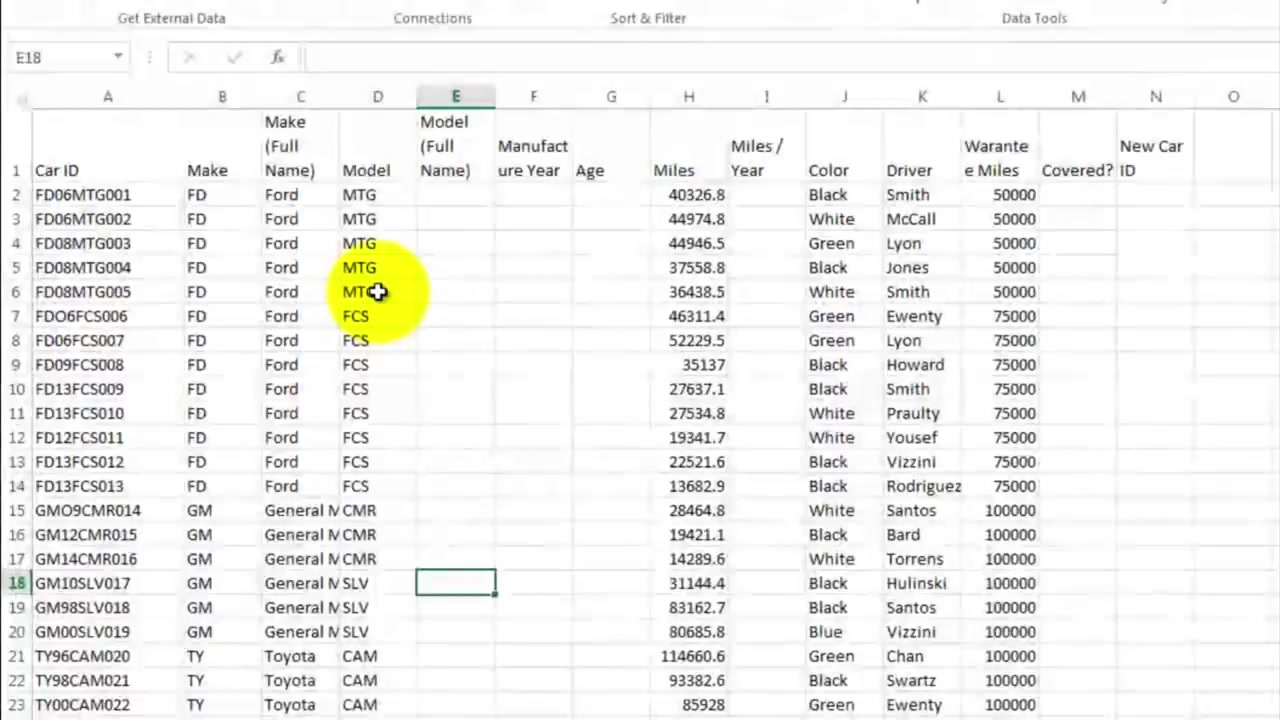 Get External Data Connections Sort & Filter Data Tools
E18 fx
A B C D E F G H I J K L M N O
Make Model
(Full (Full Manufact Miles / Warante New Car
1 Car ID Make Name) Model Name) ure Year Age Miles Year Color Driver e Miles Covered? ID
2 FD06MTG001 FD Ford MTG 40326.8 Black Smith 50000
3 FD06MTG002 FD Ford MTG 44974.8 White McCall 50000
4 FD08MTG003 FD Ford MTG 44946.5 Green Lyon 50000
5 FD08MTG004 FD Ford MTG 37558.8 Black Jones 50000
6 FD08MTG005 FD Ford MTG 36438.5 White Smith 50000
7 FDO6FCS006 FD Ford FCS 46311.4 Green Ewenty 75000
8 FD06FCS007 FD Ford FCS 52229.5 Green Lyon 75000
9 FD09FCS008 FD Ford FCS 35137 Black Howard 75000
10 FD13FCS009 FD Ford FCS 27637.1 Black Smith 75000
11 FD13FCS010 FD Ford FCS 27534.8 White Praulty 75000
12 FD12FCS011 FD Ford FCS 19341.7 White Yousef 75000
13 FD13FCS012 FD Ford FCS 22521.6 Black Vizzini 75000
14 FD13FCS013 FD Ford FCS 13682.9 Black Rodriguez 75000
15 GMO9CMR014 GM General M CMR 28464.8 White Santos 100000
16 GM12CMR015 GM General M CMR 19421.1 Black Bard 100000
17 GM14CMR016 GM General M CMR 14289.6 White Torrens 100000
18 GM10SLV017 GM General M SLV 31144.4 Black Hulinski 100000
19 GM98SLV018 GM General M SLV 83162.7 Black Santos 100000
20 GM00SLV019 GM General M SLV 80685.8 Blue Vizzini 100000
21 TY96CAM020 TY Toyota CAM 114660.6 Green Chan 100000
22 TY98CAM021 TY Toyota CAM 93382.6 Black Swartz 100000
23 TY00CAM022 TY Toyota CAM 85928 Green Ewenty 100000